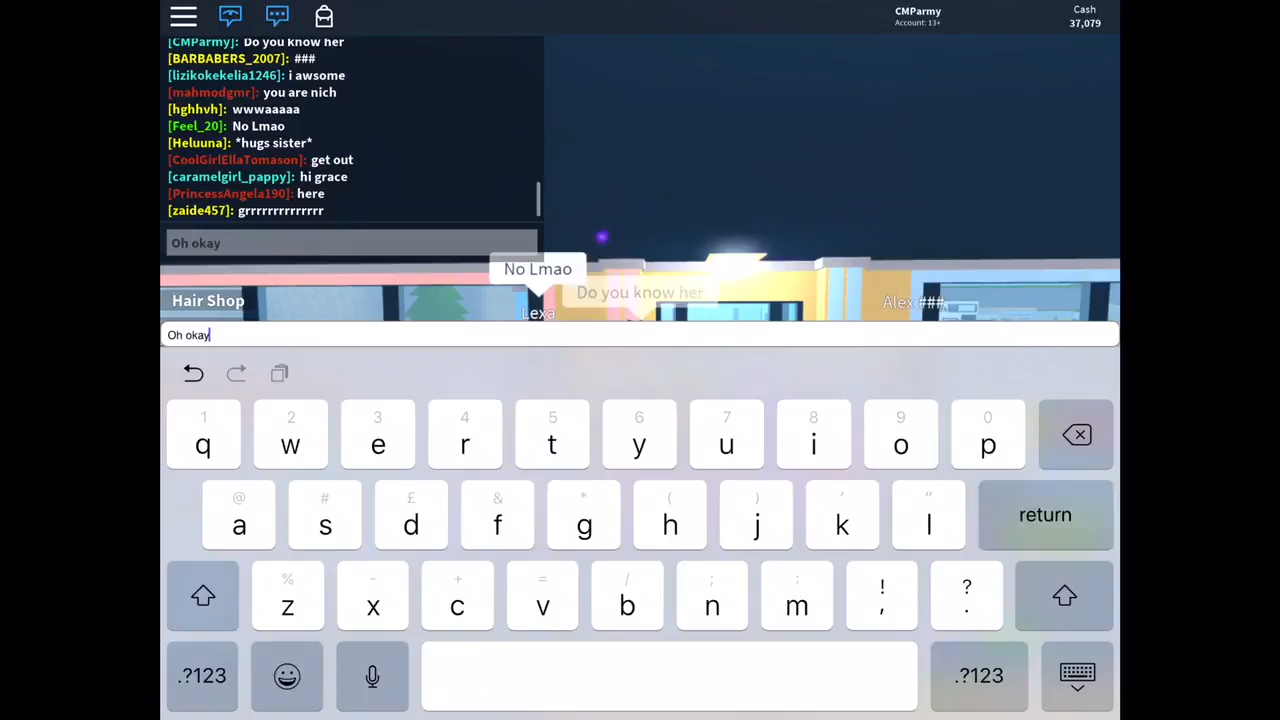 CMParmy
Account: 13+
Cash
37,079
[CMParmy]: Do you know her
[BARBABERS_2007]: ###
[lizikokekelia1246]: i awsome
[mahmodgmr]: you are nich
[hghhvh]: wwwaaaaa
[Feel_20]: No Lmao
[Heluuna]: *hugs sister*
[CoolGirlEllaTomason]: get out
[caramelgirl_pappy]: hi grace
[PrincessAngela190]: here
[zaide457]: grrrrrrrrrrrrr
Oh okay
No Lmao
Do you know her
Hair Shop
Lexa
Alex ###
Oh okay
1 2 3 4 5 6 7 8 9 0
q w e r t y u i o p
@ # £ & * ( ) ' "
a s d f g h j k l return
% - + = / ; : ! ?
z x c v b n m , .
.?123 .?123